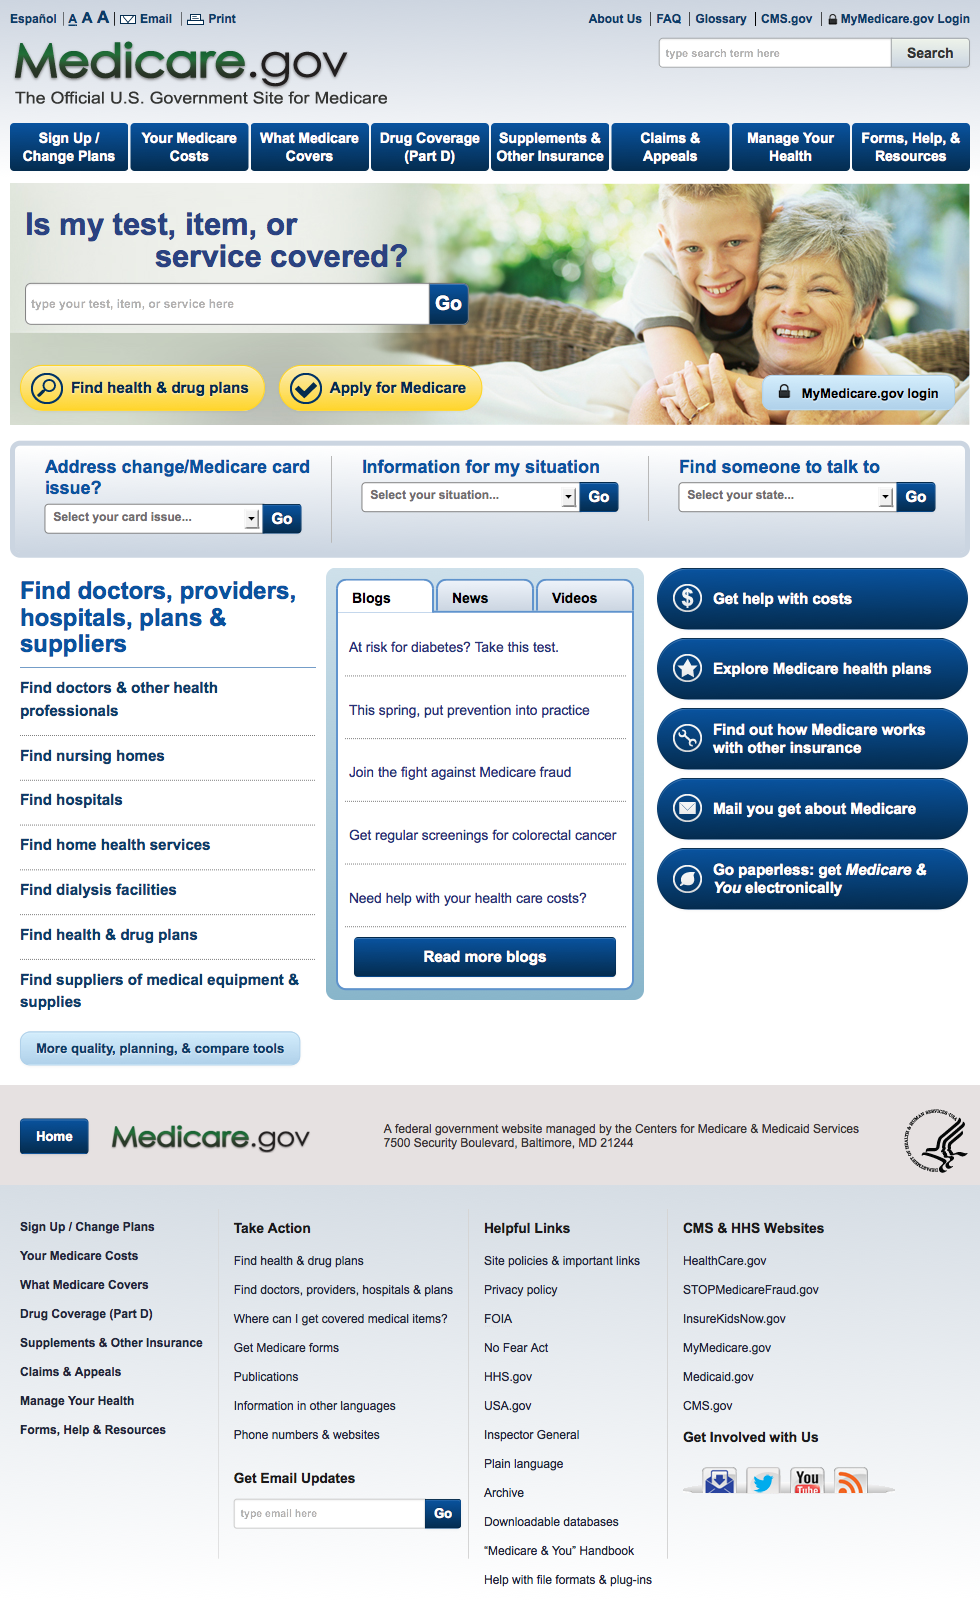 Español A A A Email Print
About Us FAQ Glossary CMS.gov MyMedicare.gov Login
Medicare.gov
The Official U.S. Government Site for Medicare
type search term here Search
Sign Up /
Change Plans
Your Medicare
Costs
What Medicare
Covers
Drug Coverage
(Part D)
Supplements &
Other Insurance
Claims &
Appeals
Manage Your
Health
Forms, Help, &
Resources
Is my test, item, or
service covered?
type your test, item, or service here Go
Find health & drug plans
Apply for Medicare
MyMedicare.gov login
Address change/Medicare card
issue?
Select your card issue... Go
Information for my situation
Select your situation... Go
Find someone to talk to
Select your state... Go
Find doctors, providers,
hospitals, plans &
suppliers
Find doctors & other health
professionals
Find nursing homes
Find hospitals
Find home health services
Find dialysis facilities
Find health & drug plans
Find suppliers of medical equipment &
supplies
More quality, planning, & compare tools
Blogs News Videos
At risk for diabetes? Take this test.
This spring, put prevention into practice
Join the fight against Medicare fraud
Get regular screenings for colorectal cancer
Need help with your health care costs?
Read more blogs
$ Get help with costs
Explore Medicare health plans
Find out how Medicare works
with other insurance
Mail you get about Medicare
Go paperless: get Medicare &
You electronically
Home
Medicare.gov
A federal government website managed by the Centers for Medicare & Medicaid Services
7500 Security Boulevard, Baltimore, MD 21244
DEPARTMENT OF HEALTH & HUMAN SERVICES USA
Sign Up / Change Plans
Your Medicare Costs
What Medicare Covers
Drug Coverage (Part D)
Supplements & Other Insurance
Claims & Appeals
Manage Your Health
Forms, Help & Resources
Take Action
Find health & drug plans
Find doctors, providers, hospitals & plans
Where can I get covered medical items?
Get Medicare forms
Publications
Information in other languages
Phone numbers & websites
Get Email Updates
type email here Go
Helpful Links
Site policies & important links
Privacy policy
FOIA
No Fear Act
HHS.gov
USA.gov
Inspector General
Plain language
Archive
Downloadable databases
“Medicare & You” Handbook
Help with file formats & plug-ins
CMS & HHS Websites
HealthCare.gov
STOPMedicareFraud.gov
InsureKidsNow.gov
MyMedicare.gov
Medicaid.gov
CMS.gov
Get Involved with Us
You
Tube